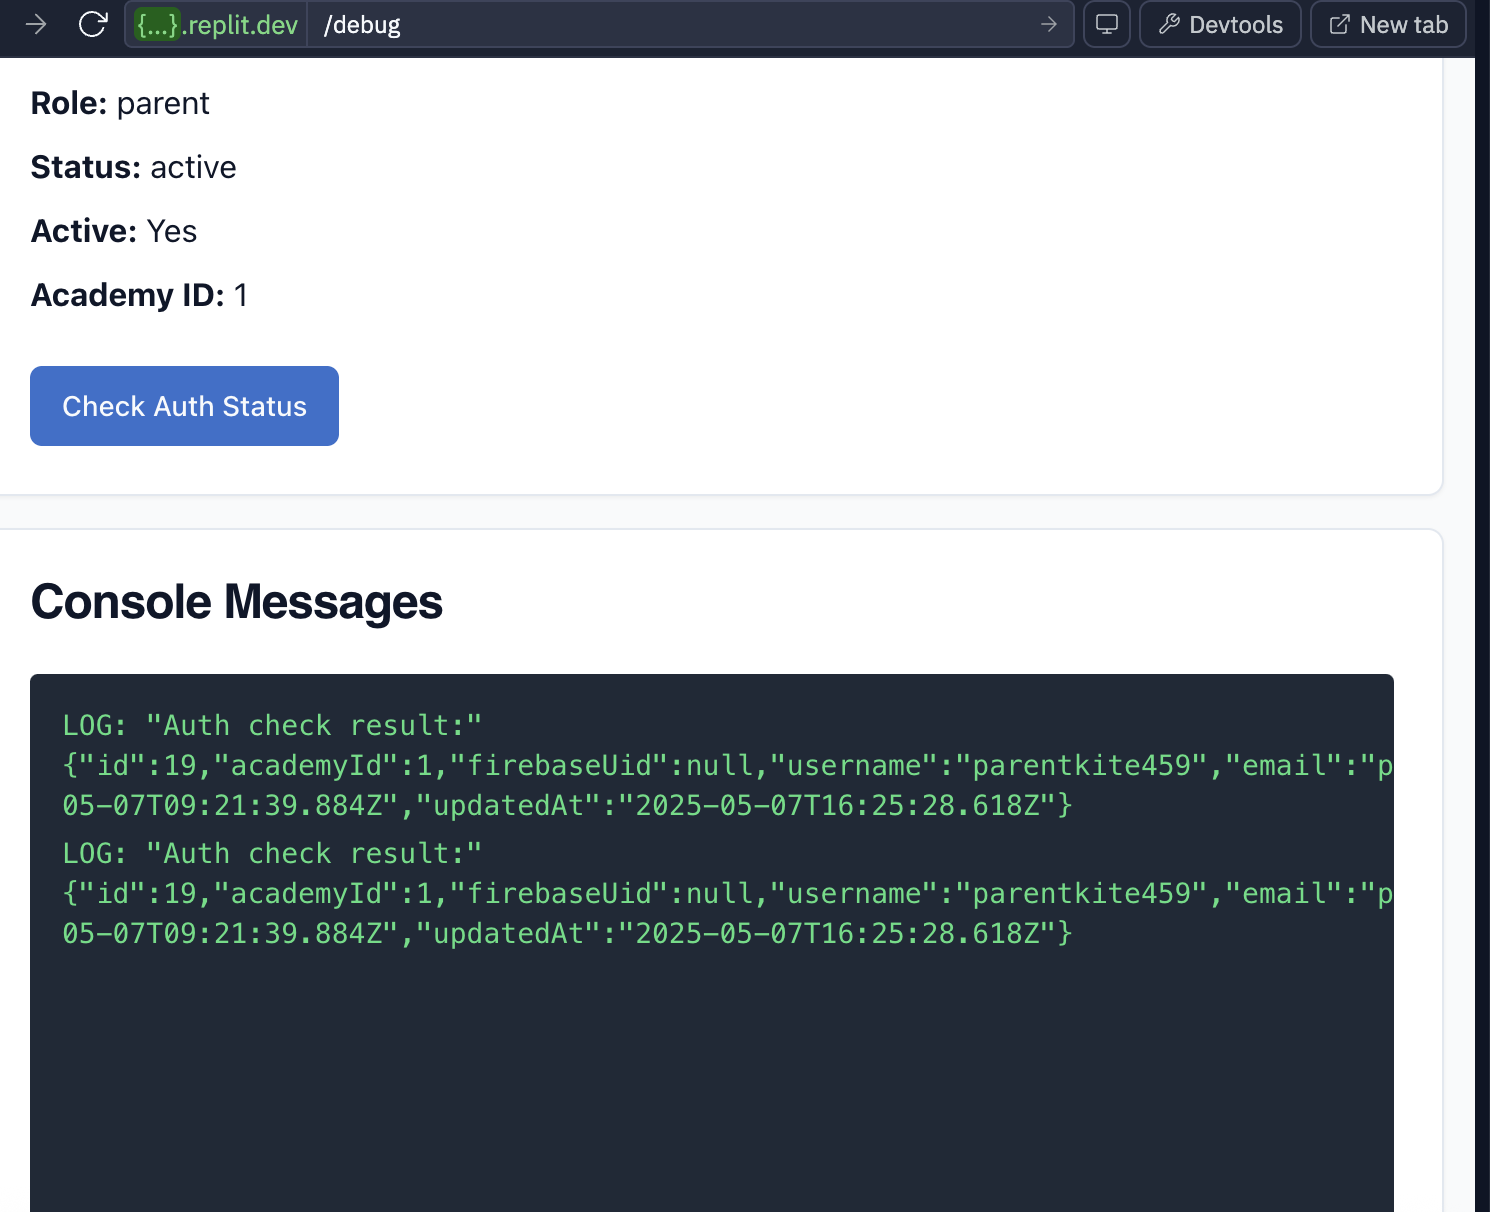 {...}.replit.dev /debug Devtools New tab
Role: parent
Status: active
Active: Yes
Academy ID: 1
Check Auth Status
Console Messages
LOG: "Auth check result:"
{"id":19,"academyId":1,"firebaseUid":null,"username":"parentkite459","email":"p
05-07T09:21:39.884Z","updatedAt":"2025-05-07T16:25:28.618Z"}
LOG: "Auth check result:"
{"id":19,"academyId":1,"firebaseUid":null,"username":"parentkite459","email":"p
05-07T09:21:39.884Z","updatedAt":"2025-05-07T16:25:28.618Z"}